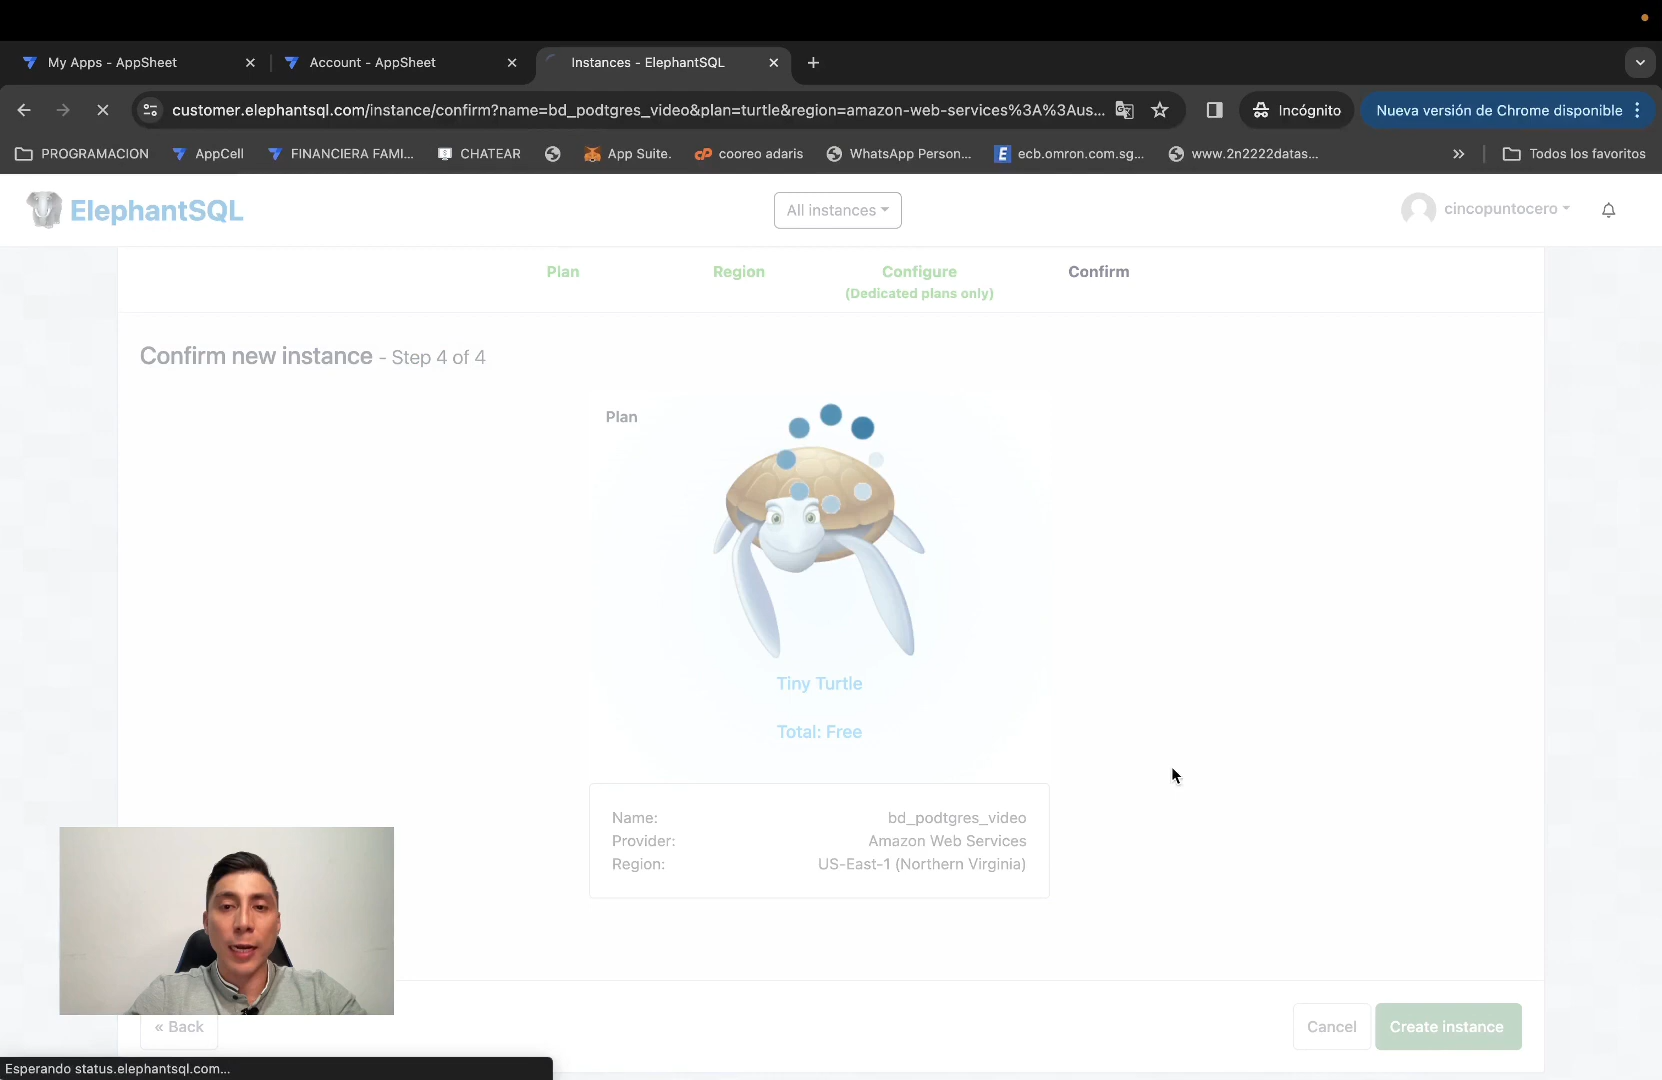 My Apps - AppSheet
Account - AppSheet
Instances - ElephantSQL
customer.elephantsql.com/instance/confirm?name=bd_podtgres_video&plan=turtle&region=amazon-web-services%3A%3Aus...
Incógnito
Nueva versión de Chrome disponible
PROGRAMACION
AppCell
FINANCIERA FAMI...
CHATEAR
App Suite.
cooreo adaris
WhatsApp Person...
ecb.omron.com.sg...
www.2n2222datas...
»
Todos los favoritos
ElephantSQL
All instances
cincopuntocero
Plan
Region
Configure
(Dedicated plans only)
Confirm
Confirm new instance - Step 4 of 4
Plan
Tiny Turtle
Total: Free
Name: bd_podtgres_video
Provider: Amazon Web Services
Region: US-East-1 (Northern Virginia)
« Back
Cancel
Create instance
Esperando status.elephantsql.com...